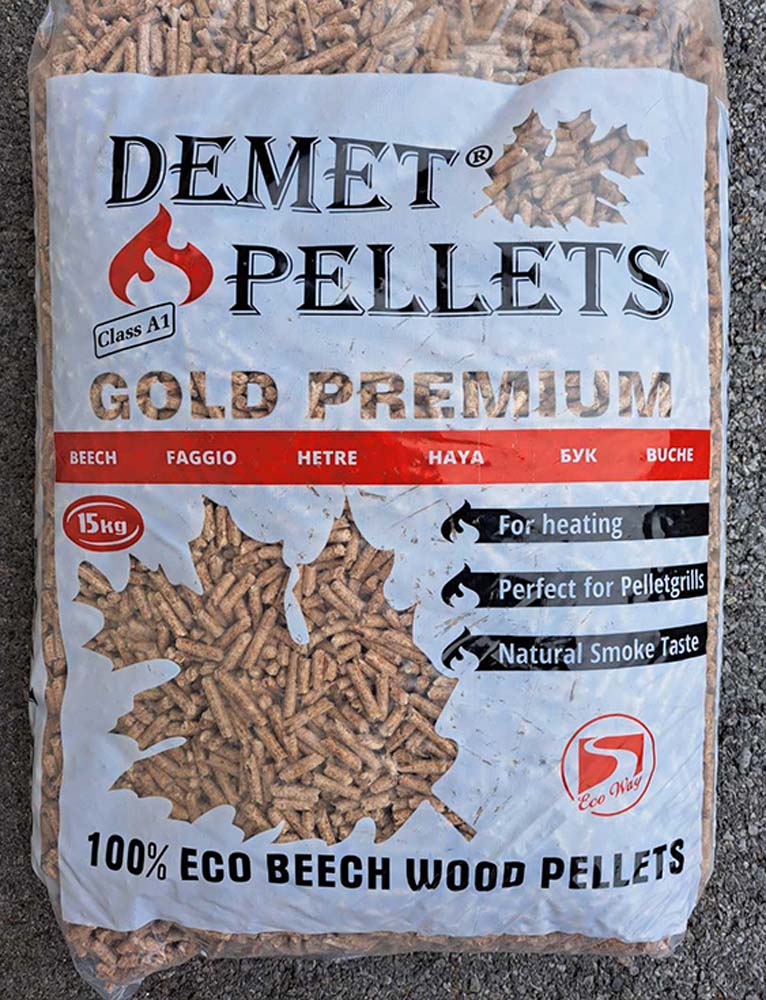 DEMET®
PELLETS
Class A1
GOLD PREMIUM
BEECH FAGGIO HETRE HAYA БУК BUCHE
15kg
For heating
Perfect for Pelletgrills
Natural Smoke Taste
Eco Way
100% ECO BEECH WOOD PELLETS